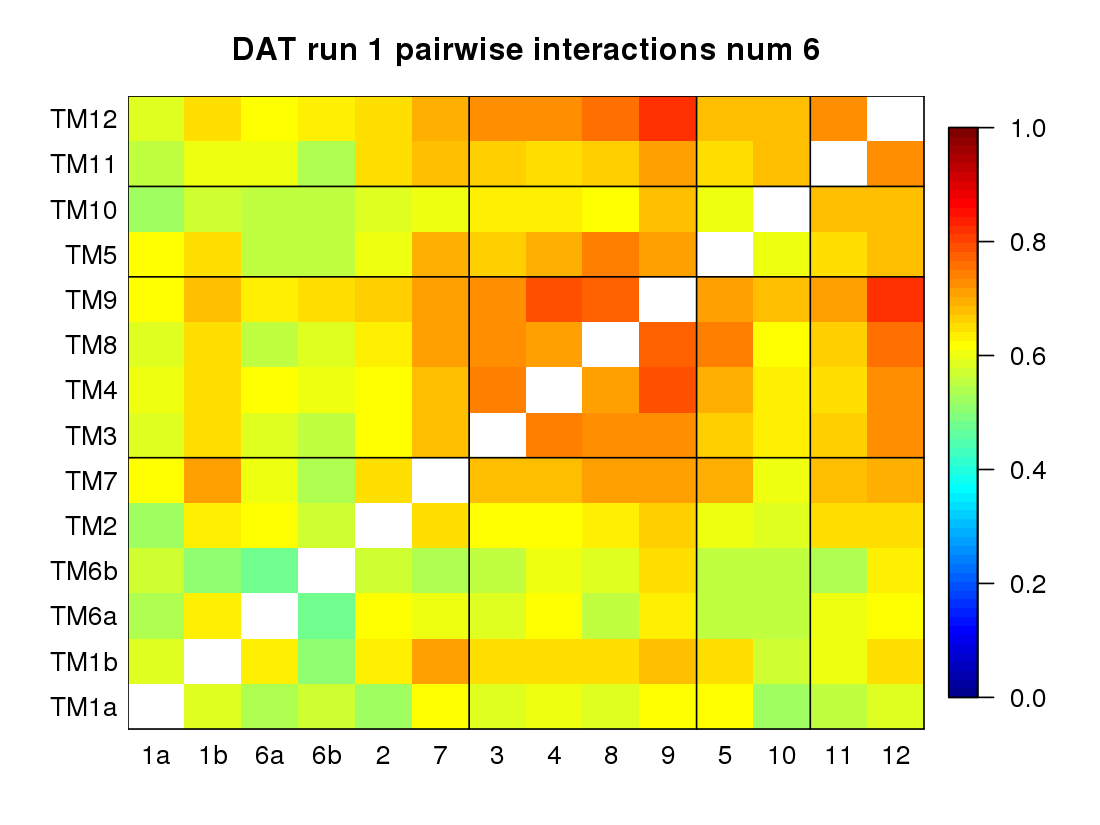 DAT run 1 pairwise interactions num 6
TM12
TM11
TM10
TM5
TM9
TM8
TM4
TM3
TM7
TM2
TM6b
TM6a
TM1b
TM1a
1a 1b 6a 6b 2 7 3 4 8 9 5 10 11 12
1.0
0.8
0.6
0.4
0.2
0.0